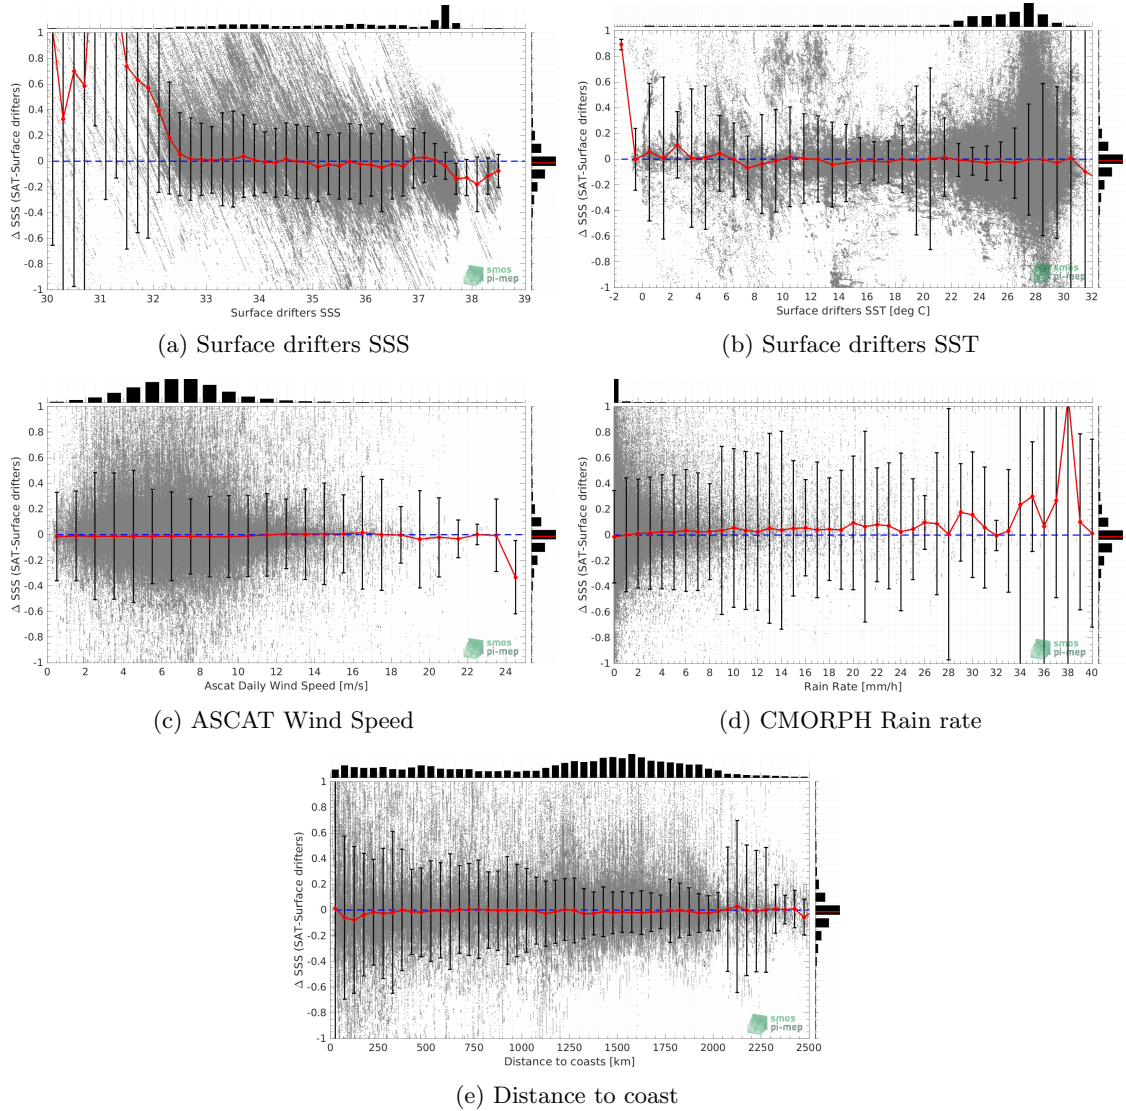 1
0.8
0.6
0.4
0.2
0
-0.2
-0.4
-0.6
-0.8
-1
Δ SSS (SAT-Surface drifters)
30 31 32 33 34 35 36 37 38 39
Surface drifters SSS
smos
pi-mep
(a) Surface drifters SSS
1
0.8
0.6
0.4
0.2
0
-0.2
-0.4
-0.6
-0.8
-1
Δ SSS (SAT-Surface drifters)
-2 0 2 4 6 8 10 12 14 16 18 20 22 24 26 28 30 32
Surface drifters SST [deg C]
smos
pi-mep
(b) Surface drifters SST
1
0.8
0.6
0.4
0.2
0
-0.2
-0.4
-0.6
-0.8
-1
Δ SSS (SAT-Surface drifters)
0 2 4 6 8 10 12 14 16 18 20 22 24
Ascat Daily Wind Speed [m/s]
smos
pi-mep
(c) ASCAT Wind Speed
1
0.8
0.6
0.4
0.2
0
-0.2
-0.4
-0.6
-0.8
-1
Δ SSS (SAT-Surface drifters)
0 2 4 6 8 10 12 14 16 18 20 22 24 26 28 30 32 34 36 38 40
Rain Rate [mm/h]
smos
pi-mep
(d) CMORPH Rain rate
1
0.8
0.6
0.4
0.2
0
-0.2
-0.4
-0.6
-0.8
-1
Δ SSS (SAT-Surface drifters)
0 250 500 750 1000 1250 1500 1750 2000 2250 2500
Distance to coasts [km]
smos
pi-mep
(e) Distance to coast